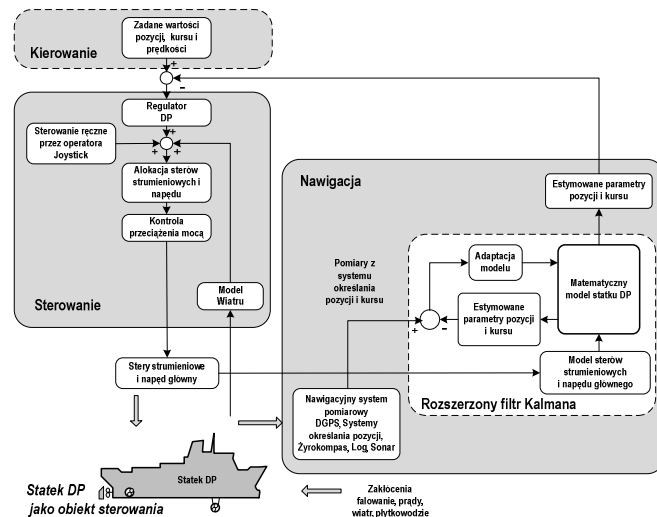 Zadane wartości
pozycji, kursu i
prędkości
Kierowanie
+
–
Regulator
DP
+
Sterowanie ręczne
przez operatora
Joystick
+
+
Alokacja sterów
strumieniowych i
napędu
Kontrola
przeciążenia mocą
Model
Wiatru
Sterowanie
Nawigacja
Estymowane parametry
pozycji i kursu
Pomiary z
systemu
określania
pozycji i kursu
Adaptacja
modelu
Matematyczny
model statku DP
+
–
Estymowane
parametry pozycji
i kursu
Model sterów
strumieniowych
i napędu głównego
Rozszerzony filtr Kalmana
Stery strumieniowe
i napęd główny
Nawigacyjny system
pomiarowy
DGPS, Systemy
określania pozycji,
Żyrokompas, Log, Sonar
Statek DP
Statek DP
jako obiekt sterowania
Zakłócenia
falowanie, prądy,
wiatr, płytkowodzie